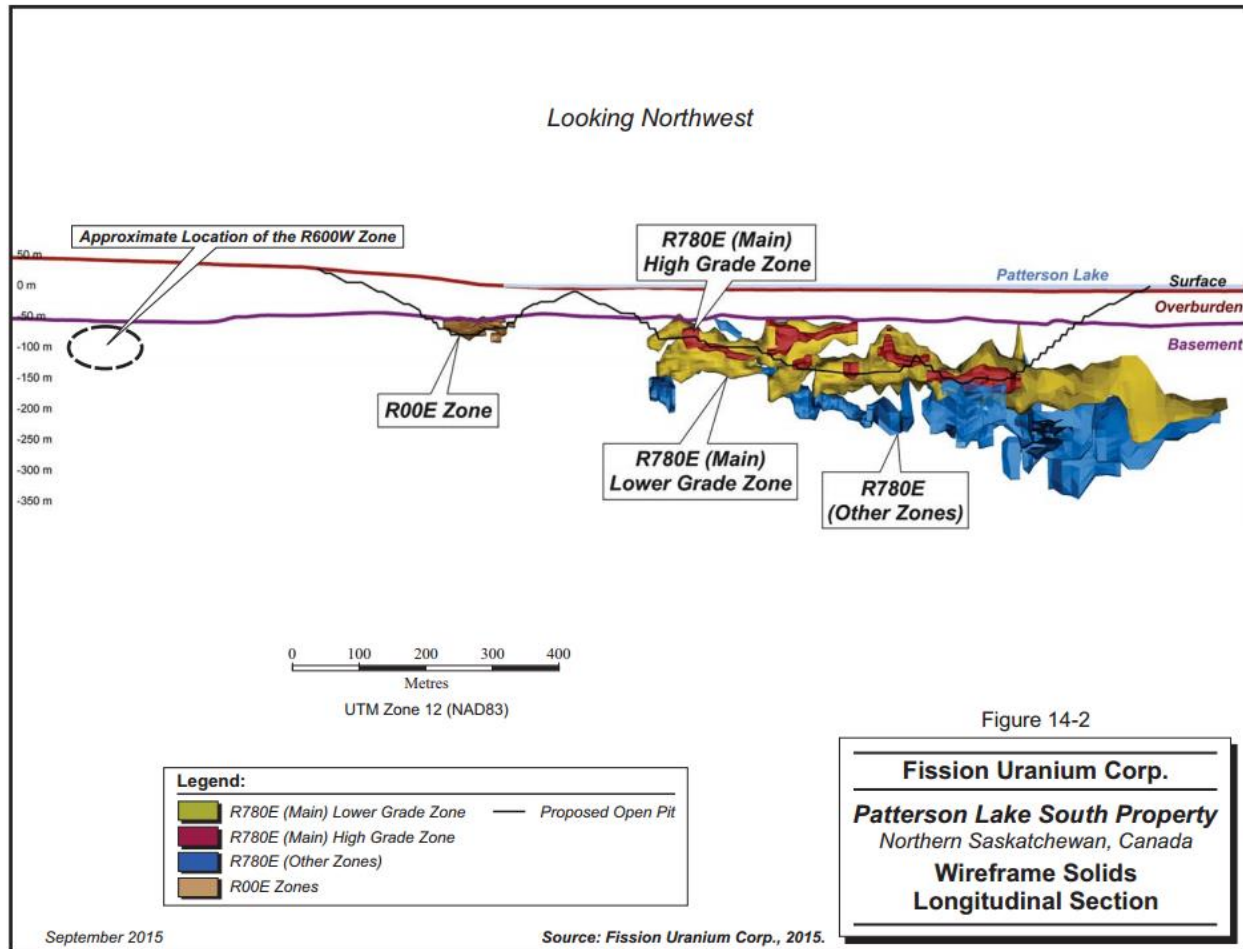 Looking Northwest
Approximate Location of the R600W Zone
R780E (Main)
High Grade Zone
50 m
0 m
-50 m
-100 m
-150 m
-200 m
-250 m
-300 m
-350 m
Patterson Lake
Surface
Overburden
Basement
R00E Zone
R780E (Main)
Lower Grade Zone
R780E
(Other Zones)
0 100 200 300 400
Metres
UTM Zone 12 (NAD83)
Figure 14-2
Legend:
R780E (Main) Lower Grade Zone
Proposed Open Pit
R780E (Main) High Grade Zone
R780E (Other Zones)
R00E Zones
Fission Uranium Corp.
Patterson Lake South Property
Northern Saskatchewan, Canada
Wireframe Solids
Longitudinal Section
September 2015
Source: Fission Uranium Corp., 2015.